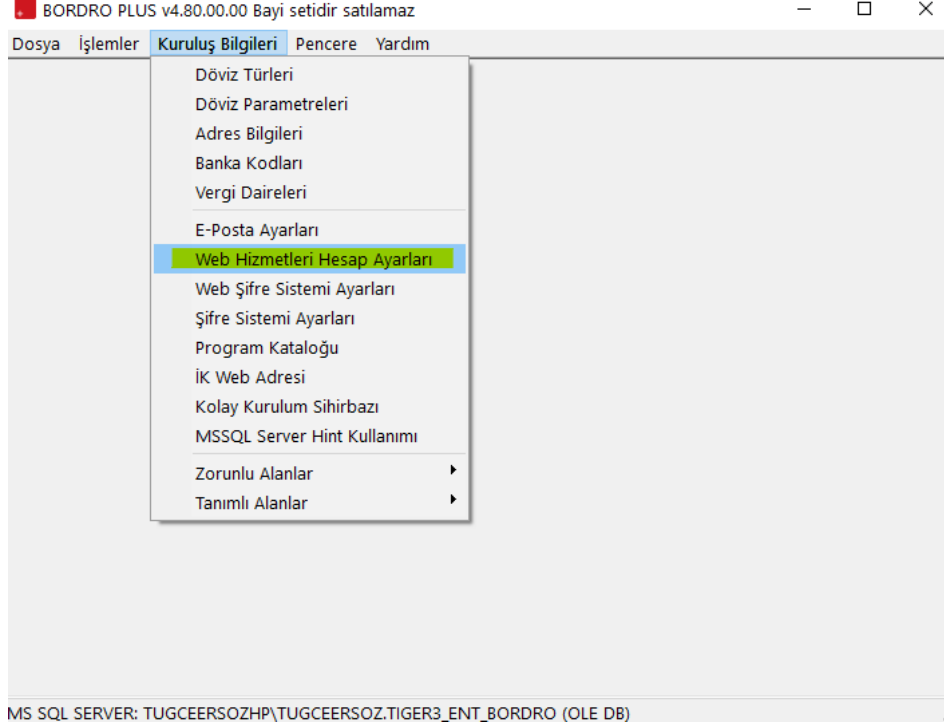 BORDRO PLUS v4.80.00.00 Bayi setidir satılamaz
Dosya İşlemler Kuruluş Bilgileri Pencere Yardım
Döviz Türleri
Döviz Parametreleri
Adres Bilgileri
Banka Kodları
Vergi Daireleri
E-Posta Ayarları
Web Hizmetleri Hesap Ayarları
Web Şifre Sistemi Ayarları
Şifre Sistemi Ayarları
Program Kataloğu
İK Web Adresi
Kolay Kurulum Sihirbazı
MSSQL Server Hint Kullanımı
Zorunlu Alanlar
Tanımlı Alanlar
MS SQL SERVER: TUGCEERSOZHP\TUGCEERSOZ.TIGER3_ENT_BORDRO (OLE DB)